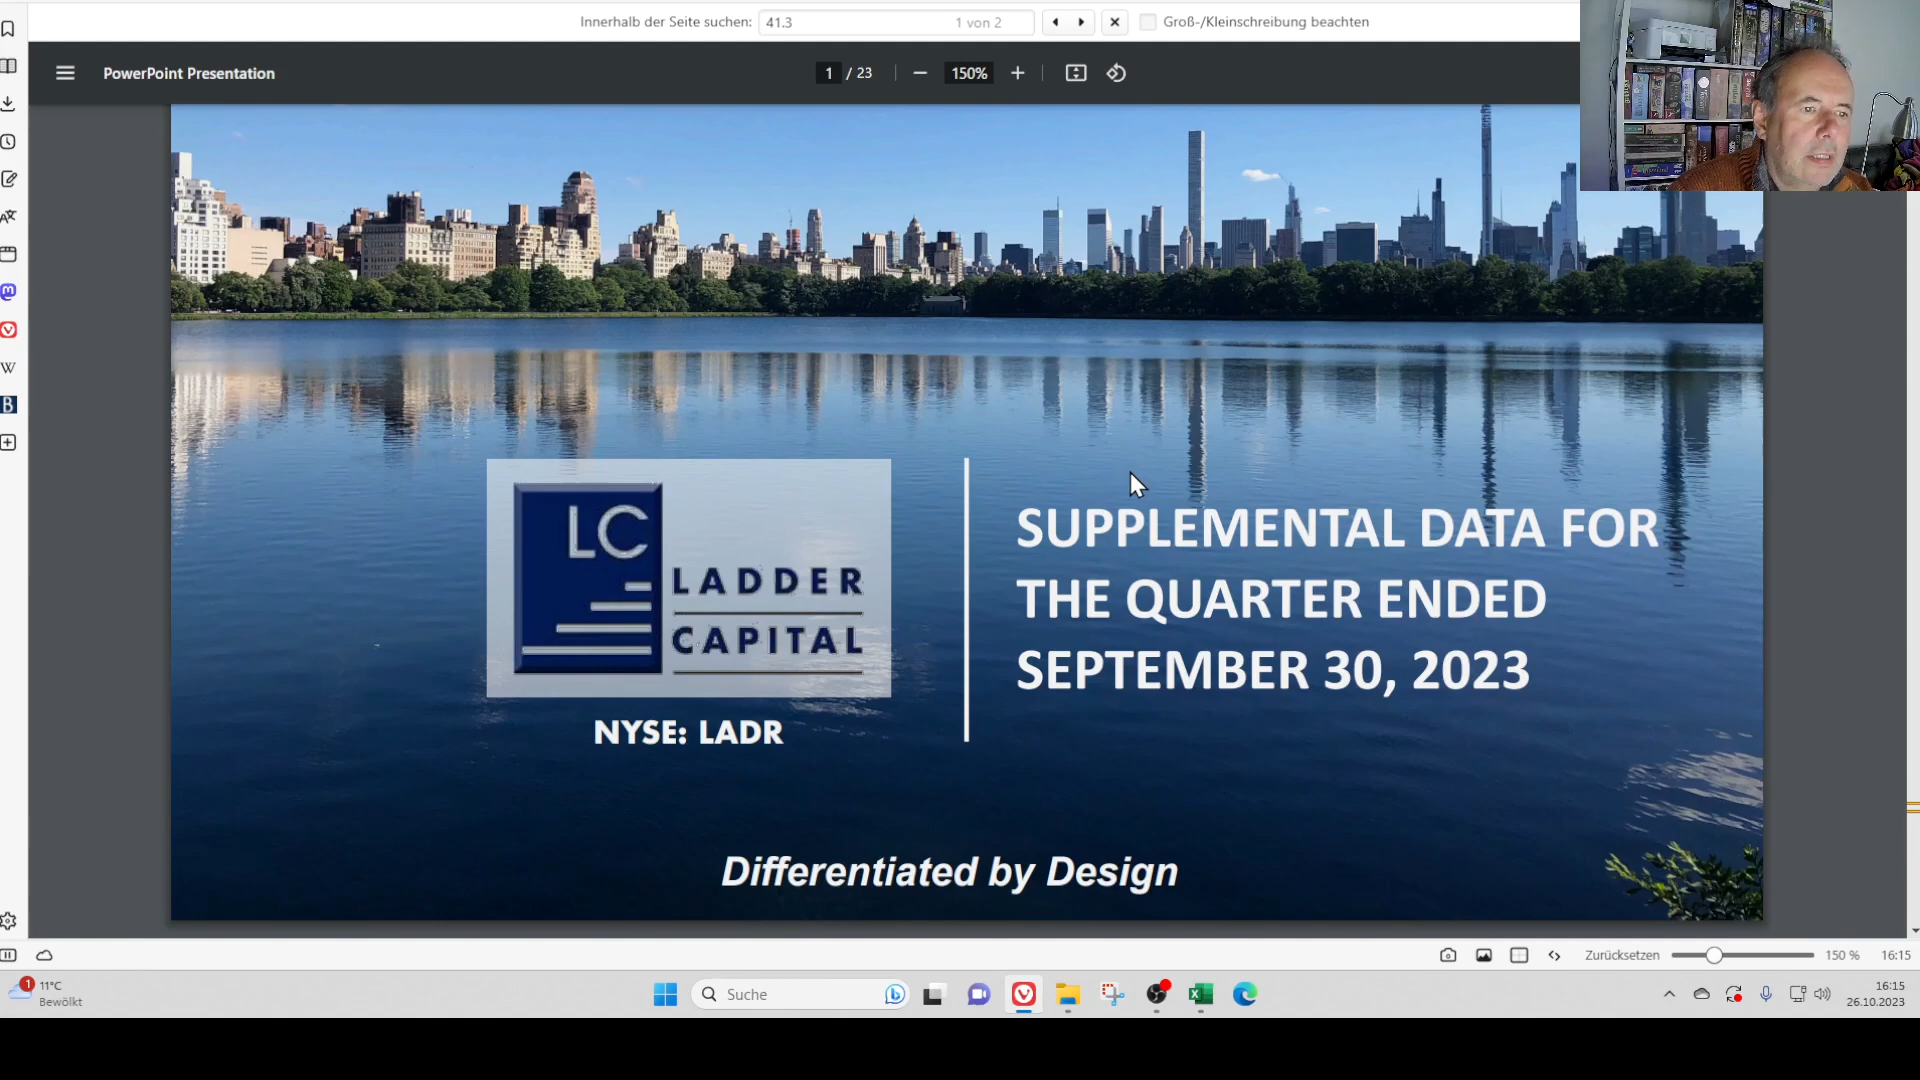 Innerhalb der Seite suchen: 41.3 1 von 2 Groß-/Kleinschreibung beachten
PowerPoint Presentation 1 / 23 150%
LC
LADDER
CAPITAL
NYSE: LADR
SUPPLEMENTAL DATA FOR
THE QUARTER ENDED
SEPTEMBER 30, 2023
Differentiated by Design
Zurücksetzen 150 % 16:15
1 11°C
Bewölkt
Suche
16:15
26.10.2023